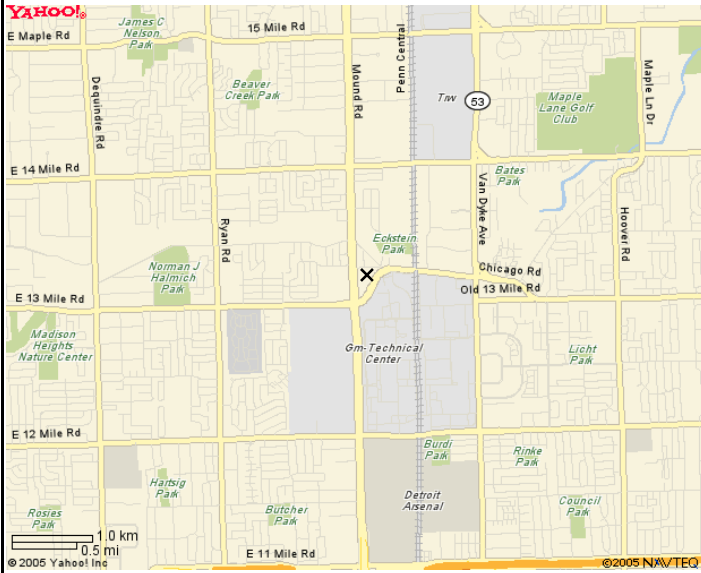 YAHOO!®
James C
Nelson
Park
15 Mile Rd
E Maple Rd
Dequindre Rd
Beaver
Creek Park
Mound Rd
Penn Central
Trw
53
Maple
Lane Golf
Club
Maple Ln Dr
E 14 Mile Rd
Bates
Park
Van Dyke Ave
Hoover Rd
Ryan Rd
Eckstein
Park
Norman J
Halmich
Park
Chicago Rd
Old 13 Mile Rd
E 13 Mile Rd
Madison
Heights
Nature Center
Gm-Technical
Center
Licht
Park
E 12 Mile Rd
Burdi
Park
Rinke
Park
Hartsig
Park
Detroit
Arsenal
Council
Park
Rosies
Park
Butcher
Park
1.0 km
0.5 mi
E 11 Mile Rd
© 2005 Yahoo! Inc
©2005 NAVTEQ